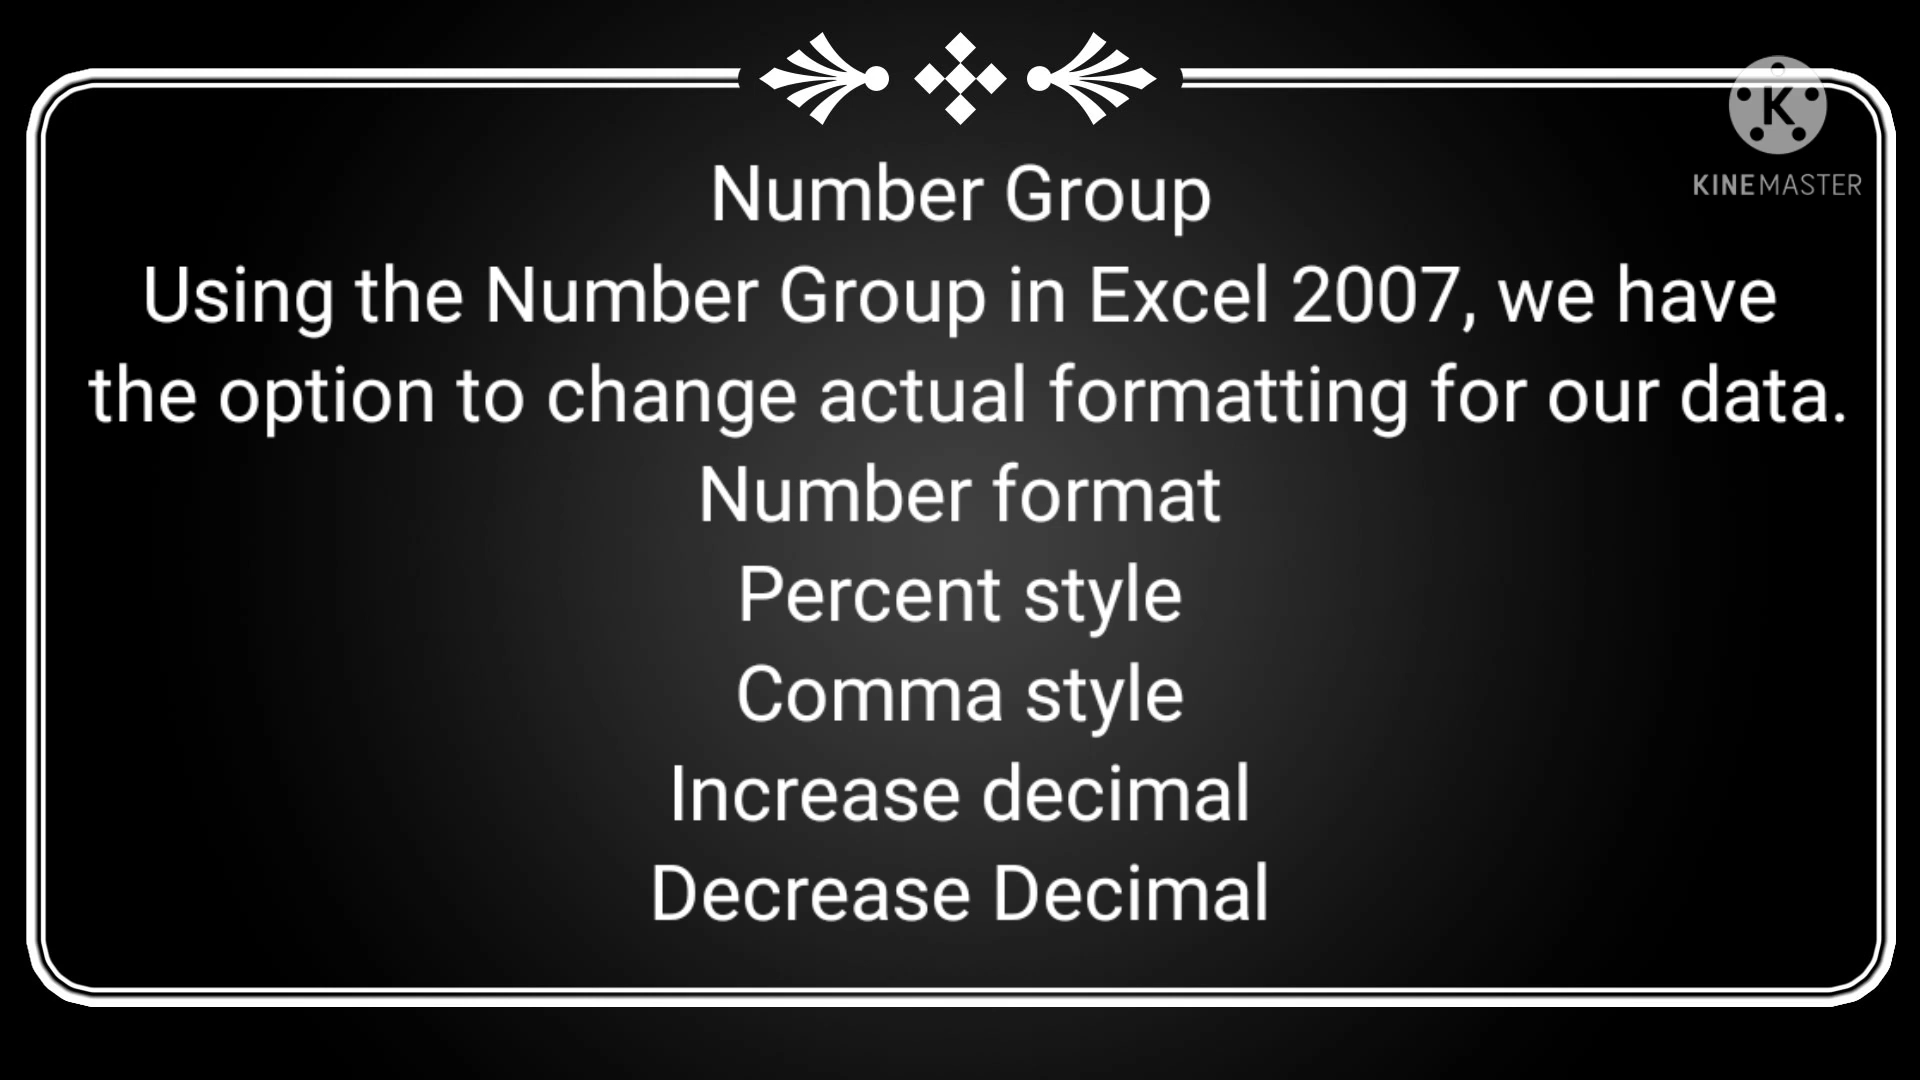 K
KINEMASTER
Number Group
Using the Number Group in Excel 2007, we have
the option to change actual formatting for our data.
Number format
Percent style
Comma style
Increase decimal
Decrease Decimal